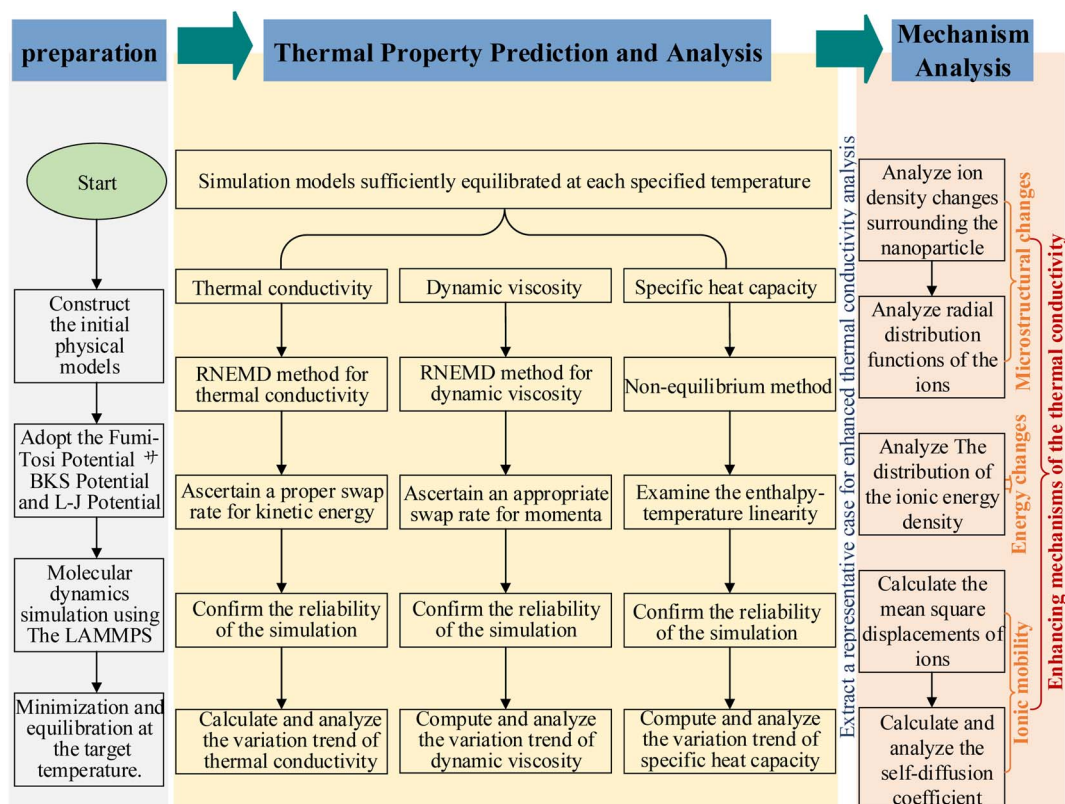 preparation
Thermal Property Prediction and Analysis
Mechanism
Analysis
Start
Construct
the initial
physical
models
Adopt the Fumi-
Tosi Potential
BKS Potential
and L-J Potential
Molecular
dynamics
simulation using
The LAMMPS
Minimization and
equilibration at
the target
temperature.
Simulation models sufficiently equilibrated at each specified temperature
Thermal conductivity
RNEMD method for
thermal conductivity
Ascertain a proper swap
rate for kinetic energy
Confirm the reliability
of the simulation
Calculate and analyze
the variation trend of
thermal conductivity
Dynamic viscosity
RNEMD method for
dynamic viscosity
Ascertain an appropriate
swap rate for momenta
Confirm the reliability
of the simulation
Compute and analyze
the variation trend of
dynamic viscosity
Specific heat capacity
Non-equilibrium method
Examine the enthalpy-
temperature linearity
Confirm the reliability
of the simulation
Compute and analyze
the variation trend of
specific heat capacity
Extract a representative case for enhanced thermal conductivity analysis
Analyze ion
density changes
surrounding the
nanoparticle
Analyze radial
distribution
functions of the
ions
Microstructural changes
Analyze The
distribution of
the ionic energy
density
Energy changes
Calculate the
mean square
displacements of
ions
Calculate and
analyze the
self-diffusion
coefficient
Ionic mobility
Enhancing mechanisms of the thermal conductivity